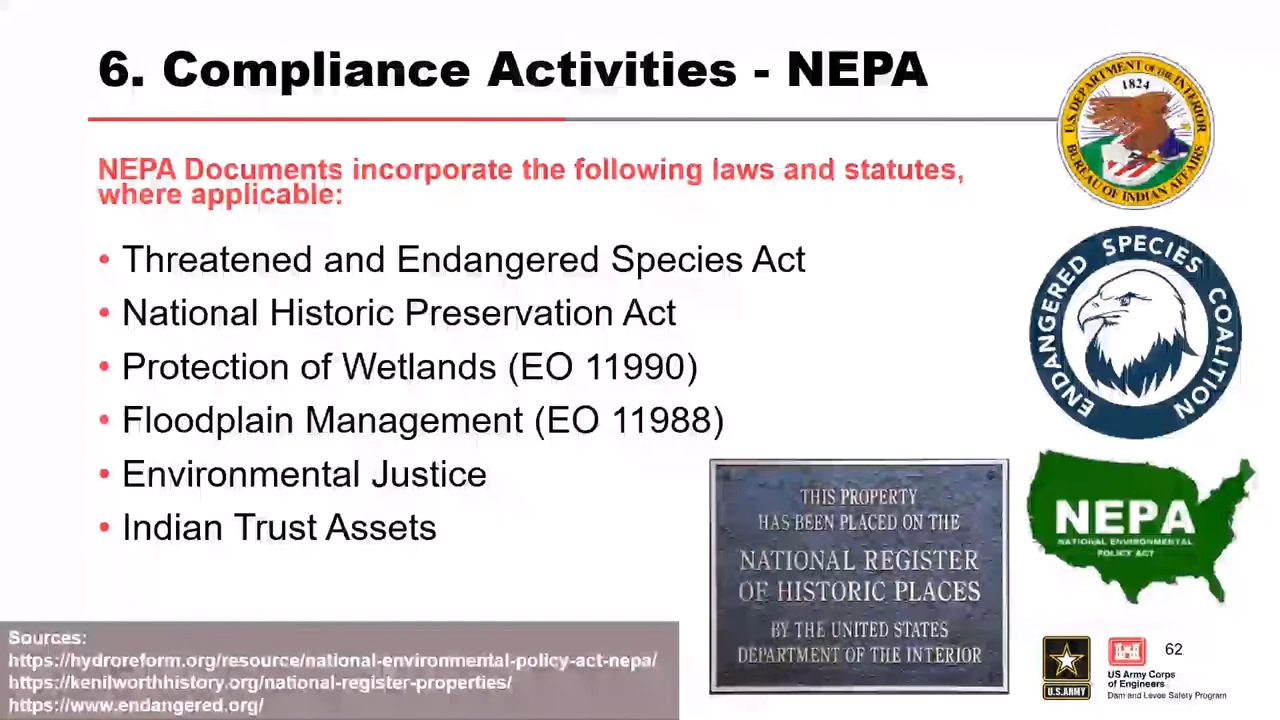 6. Compliance Activities - NEPA
NEPA Documents incorporate the following laws and statutes,
where applicable:
• Threatened and Endangered Species Act
• National Historic Preservation Act
• Protection of Wetlands (EO 11990)
• Floodplain Management (EO 11988)
• Environmental Justice
• Indian Trust Assets
U.S. DEPARTMENT OF THE INTERIOR
1824
BUREAU OF INDIAN AFFAIRS
ENDANGERED SPECIES COALITION
NEPA
NATIONAL ENVIRONMENTAL
POLICY ACT
THIS PROPERTY
HAS BEEN PLACED ON THE
NATIONAL REGISTER
OF HISTORIC PLACES
BY THE UNITED STATES
DEPARTMENT OF THE INTERIOR
Sources:
https://hydroreform.org/resource/national-environmental-policy-act-nepa/
https://kenilworthhistory.org/national-register-properties/
https://www.endangered.org/
U.S.ARMY
62
US Army Corps
of Engineers
Dam and Levee Safety Program